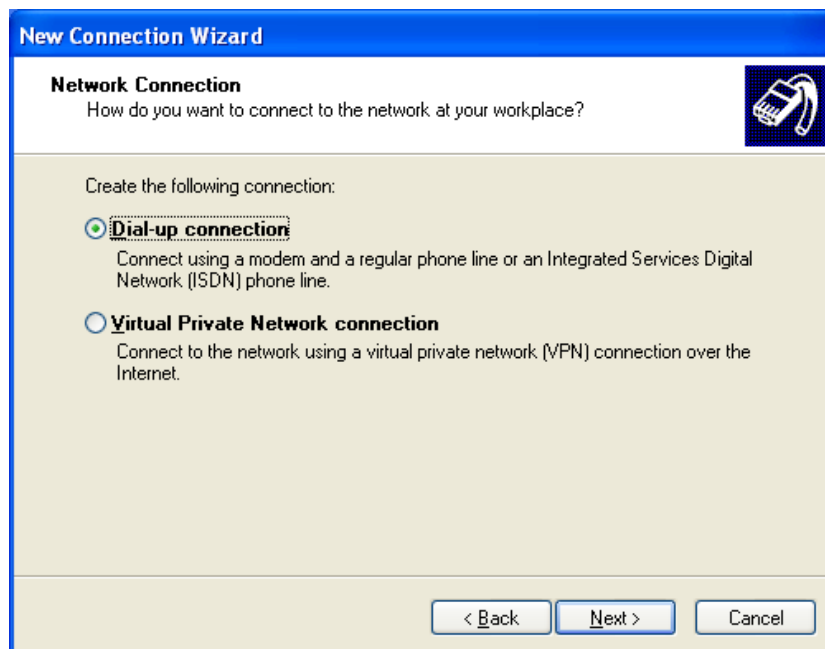 New Connection Wizard
Network Connection
How do you want to connect to the network at your workplace?
Create the following connection:
Dial-up connection
Connect using a modem and a regular phone line or an Integrated Services Digital
Network (ISDN) phone line.
Virtual Private Network connection
Connect to the network using a virtual private network (VPN) connection over the
Internet.
< Back
Next >
Cancel